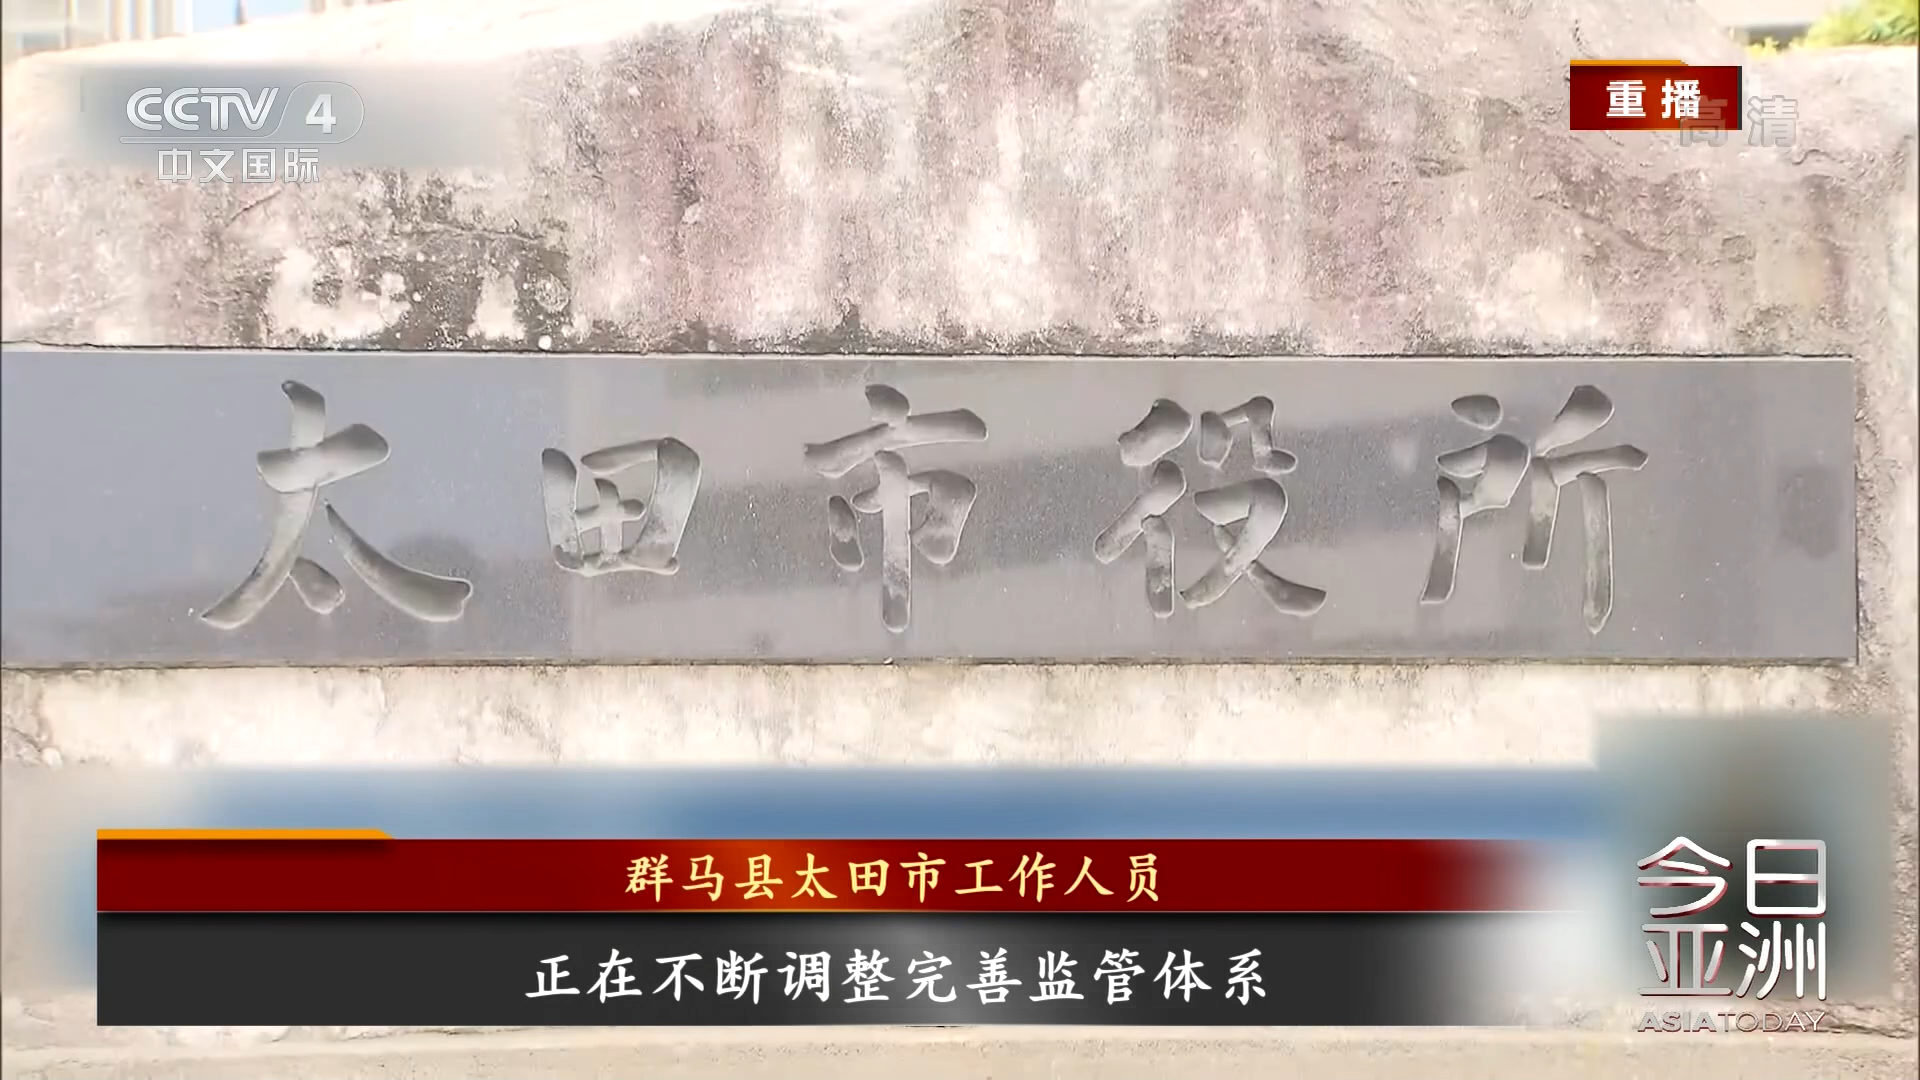 CCTV 4
中文国际
重播
高清
太田市役所
群马县太田市工作人员
正在不断调整完善监管体系
今日
亚洲
ASIA TODAY